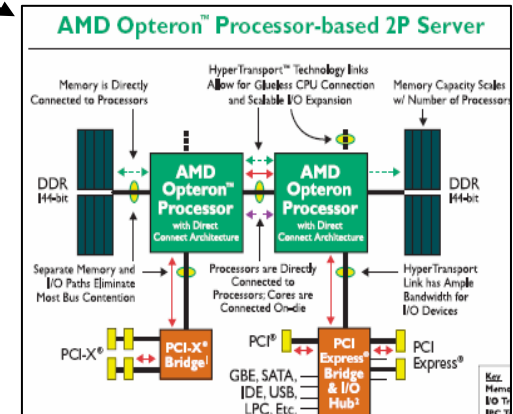 AMD Opteron™ Processor-based 2P Server
Memory is Directly
Connected to Processors
HyperTransport™ Technology links
Allow for Glueless CPU Connection
and Scalable I/O Expansion
Memory Capacity Scales
w/ Number of Processors
DDR
144-bit
AMD
Opteron™
Processor
with Direct
Connect Architecture
AMD
Opteron
Processor
with Direct
Connect Architecture
DDR
144-bit
Separate Memory and
I/O Paths Eliminate
Most Bus Contention
Processors are Directly
Connected to
Processors; Cores are
Connected On-die
HyperTransport
Link has Ample
Bandwidth for
I/O Devices
PCI-X®
PCI-X®
Bridge¹
PCI®
PCI
Express®
Bridge
& I/O
Hub²
PCI
Express®
GBE, SATA,
IDE, USB,
LPC, Etc.
Key
I/O